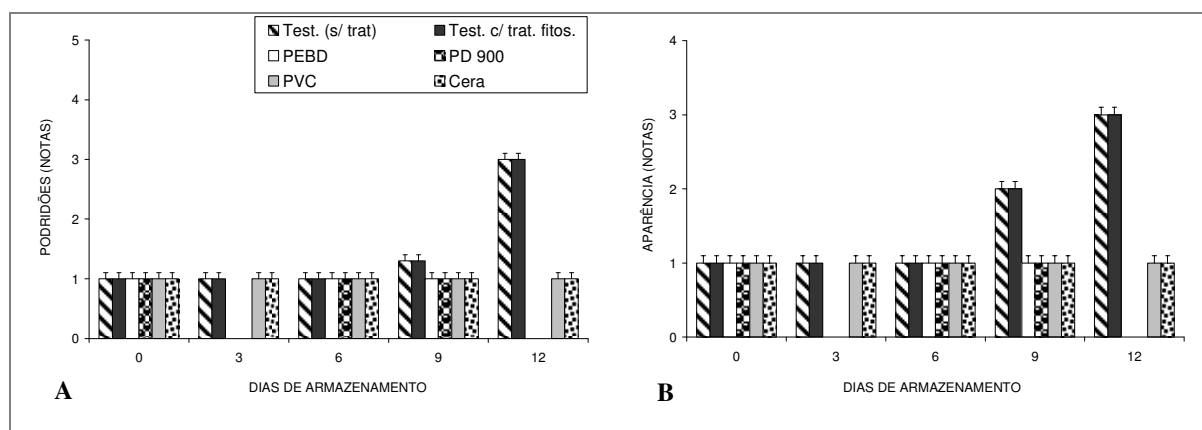 Test. (s/ trat) Test. c/ trat. fitos.
PEBD PD 900
PVC Cera
PODRIDÕES (NOTAS)
5
4
3
2
1
0
0 3 6 9 12
DIAS DE ARMAZENAMENTO
A
APARÊNCIA (NOTAS)
4
3
2
1
0
0 3 6 9 12
DIAS DE ARMAZENAMENTO
B